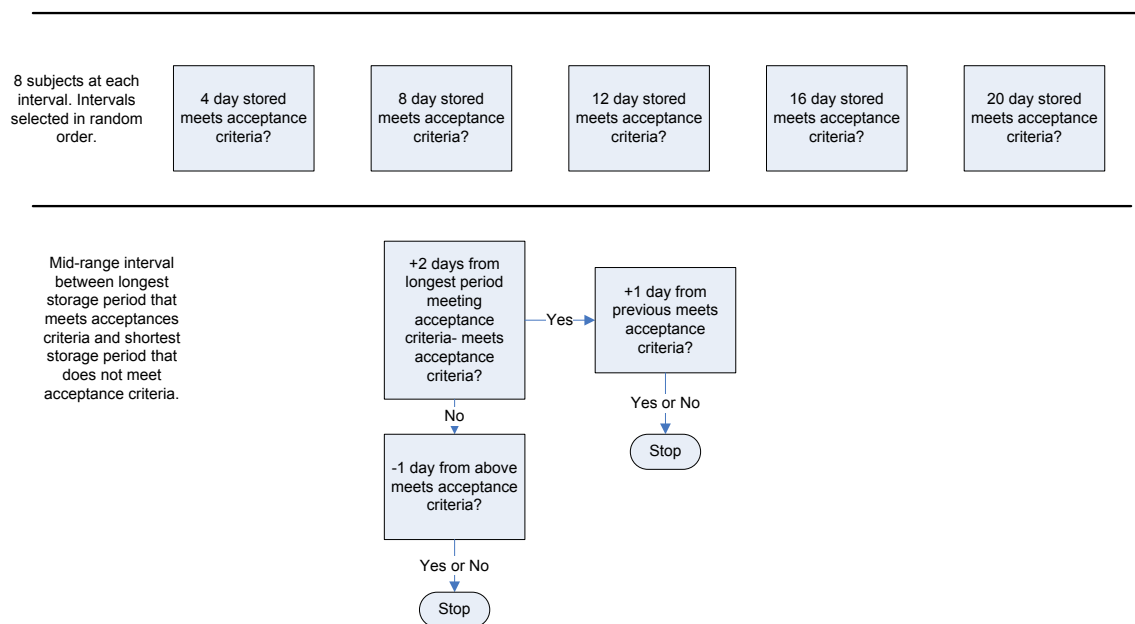 8 subjects at each
interval. Intervals
selected in random
order.
4 day stored
meets acceptance
criteria?
8 day stored
meets acceptance
criteria?
12 day stored
meets acceptance
criteria?
16 day stored
meets acceptance
criteria?
20 day stored
meets acceptance
criteria?
Mid-range interval
between longest
storage period that
meets acceptances
criteria and shortest
storage period that
does not meet
acceptance criteria.
+2 days from
longest period
meeting
acceptance
criteria- meets
acceptance
criteria?
Yes
+1 day from
previous meets
acceptance
criteria?
No
Yes or No
Stop
-1 day from above
meets acceptance
criteria?
Yes or No
Stop